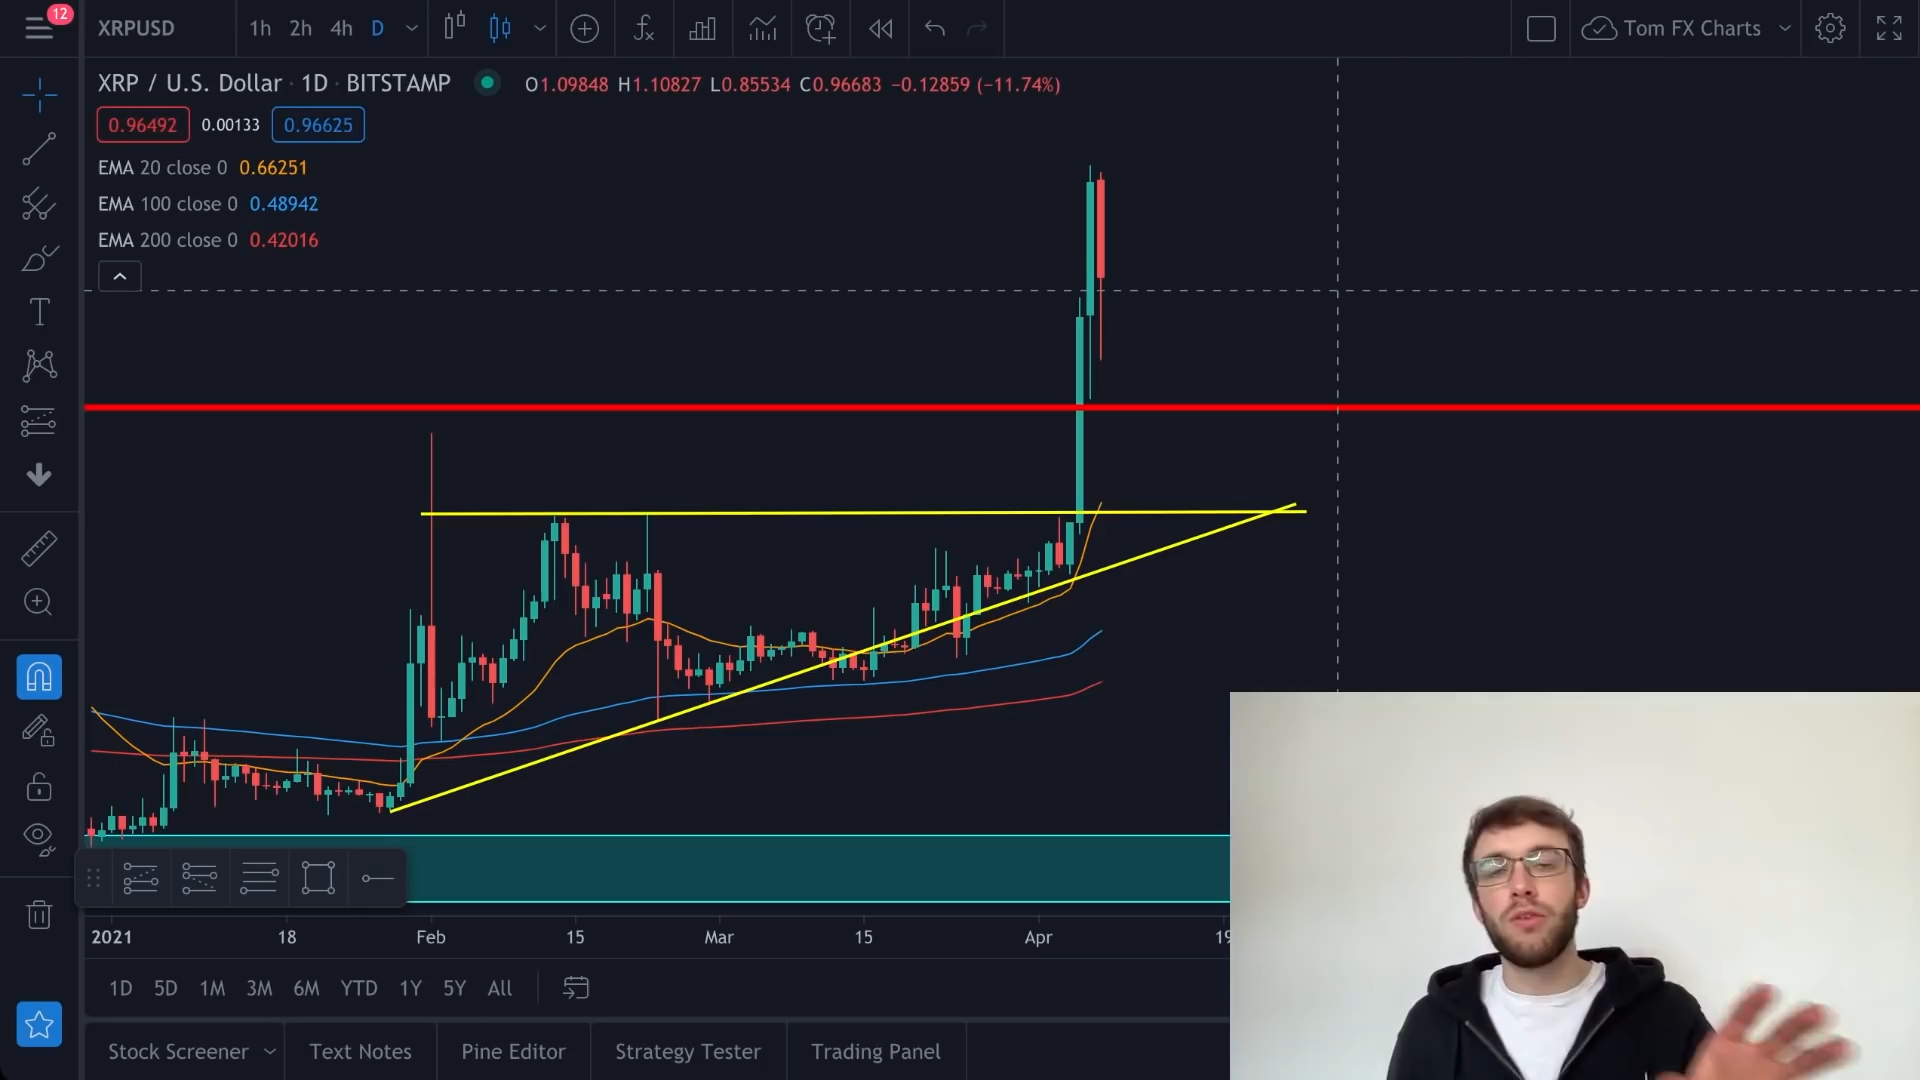 12
XRPUSD 1h 2h 4h D fx Tom FX Charts
XRP / U.S. Dollar · 1D · BITSTAMP O1.09848 H1.10827 L0.85534 C0.96683 −0.12859 (−11.74%)
0.96492 0.00133 0.96625
EMA 20 close 0 0.66251
EMA 100 close 0 0.48942
EMA 200 close 0 0.42016
2021 18 Feb 15 Mar 15 Apr 19
1D 5D 1M 3M 6M YTD 1Y 5Y All
Stock Screener Text Notes Pine Editor Strategy Tester Trading Panel